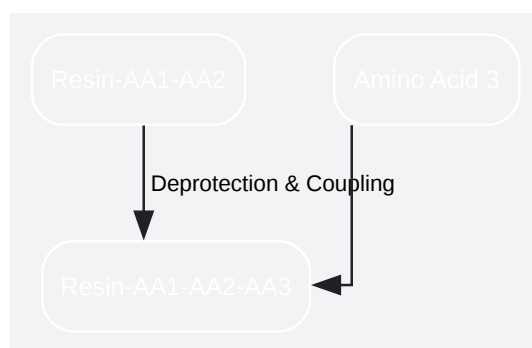 Resin-AA1-AA2
Amino Acid 3
Deprotection & Coupling
Resin-AA1-AA2-AA3